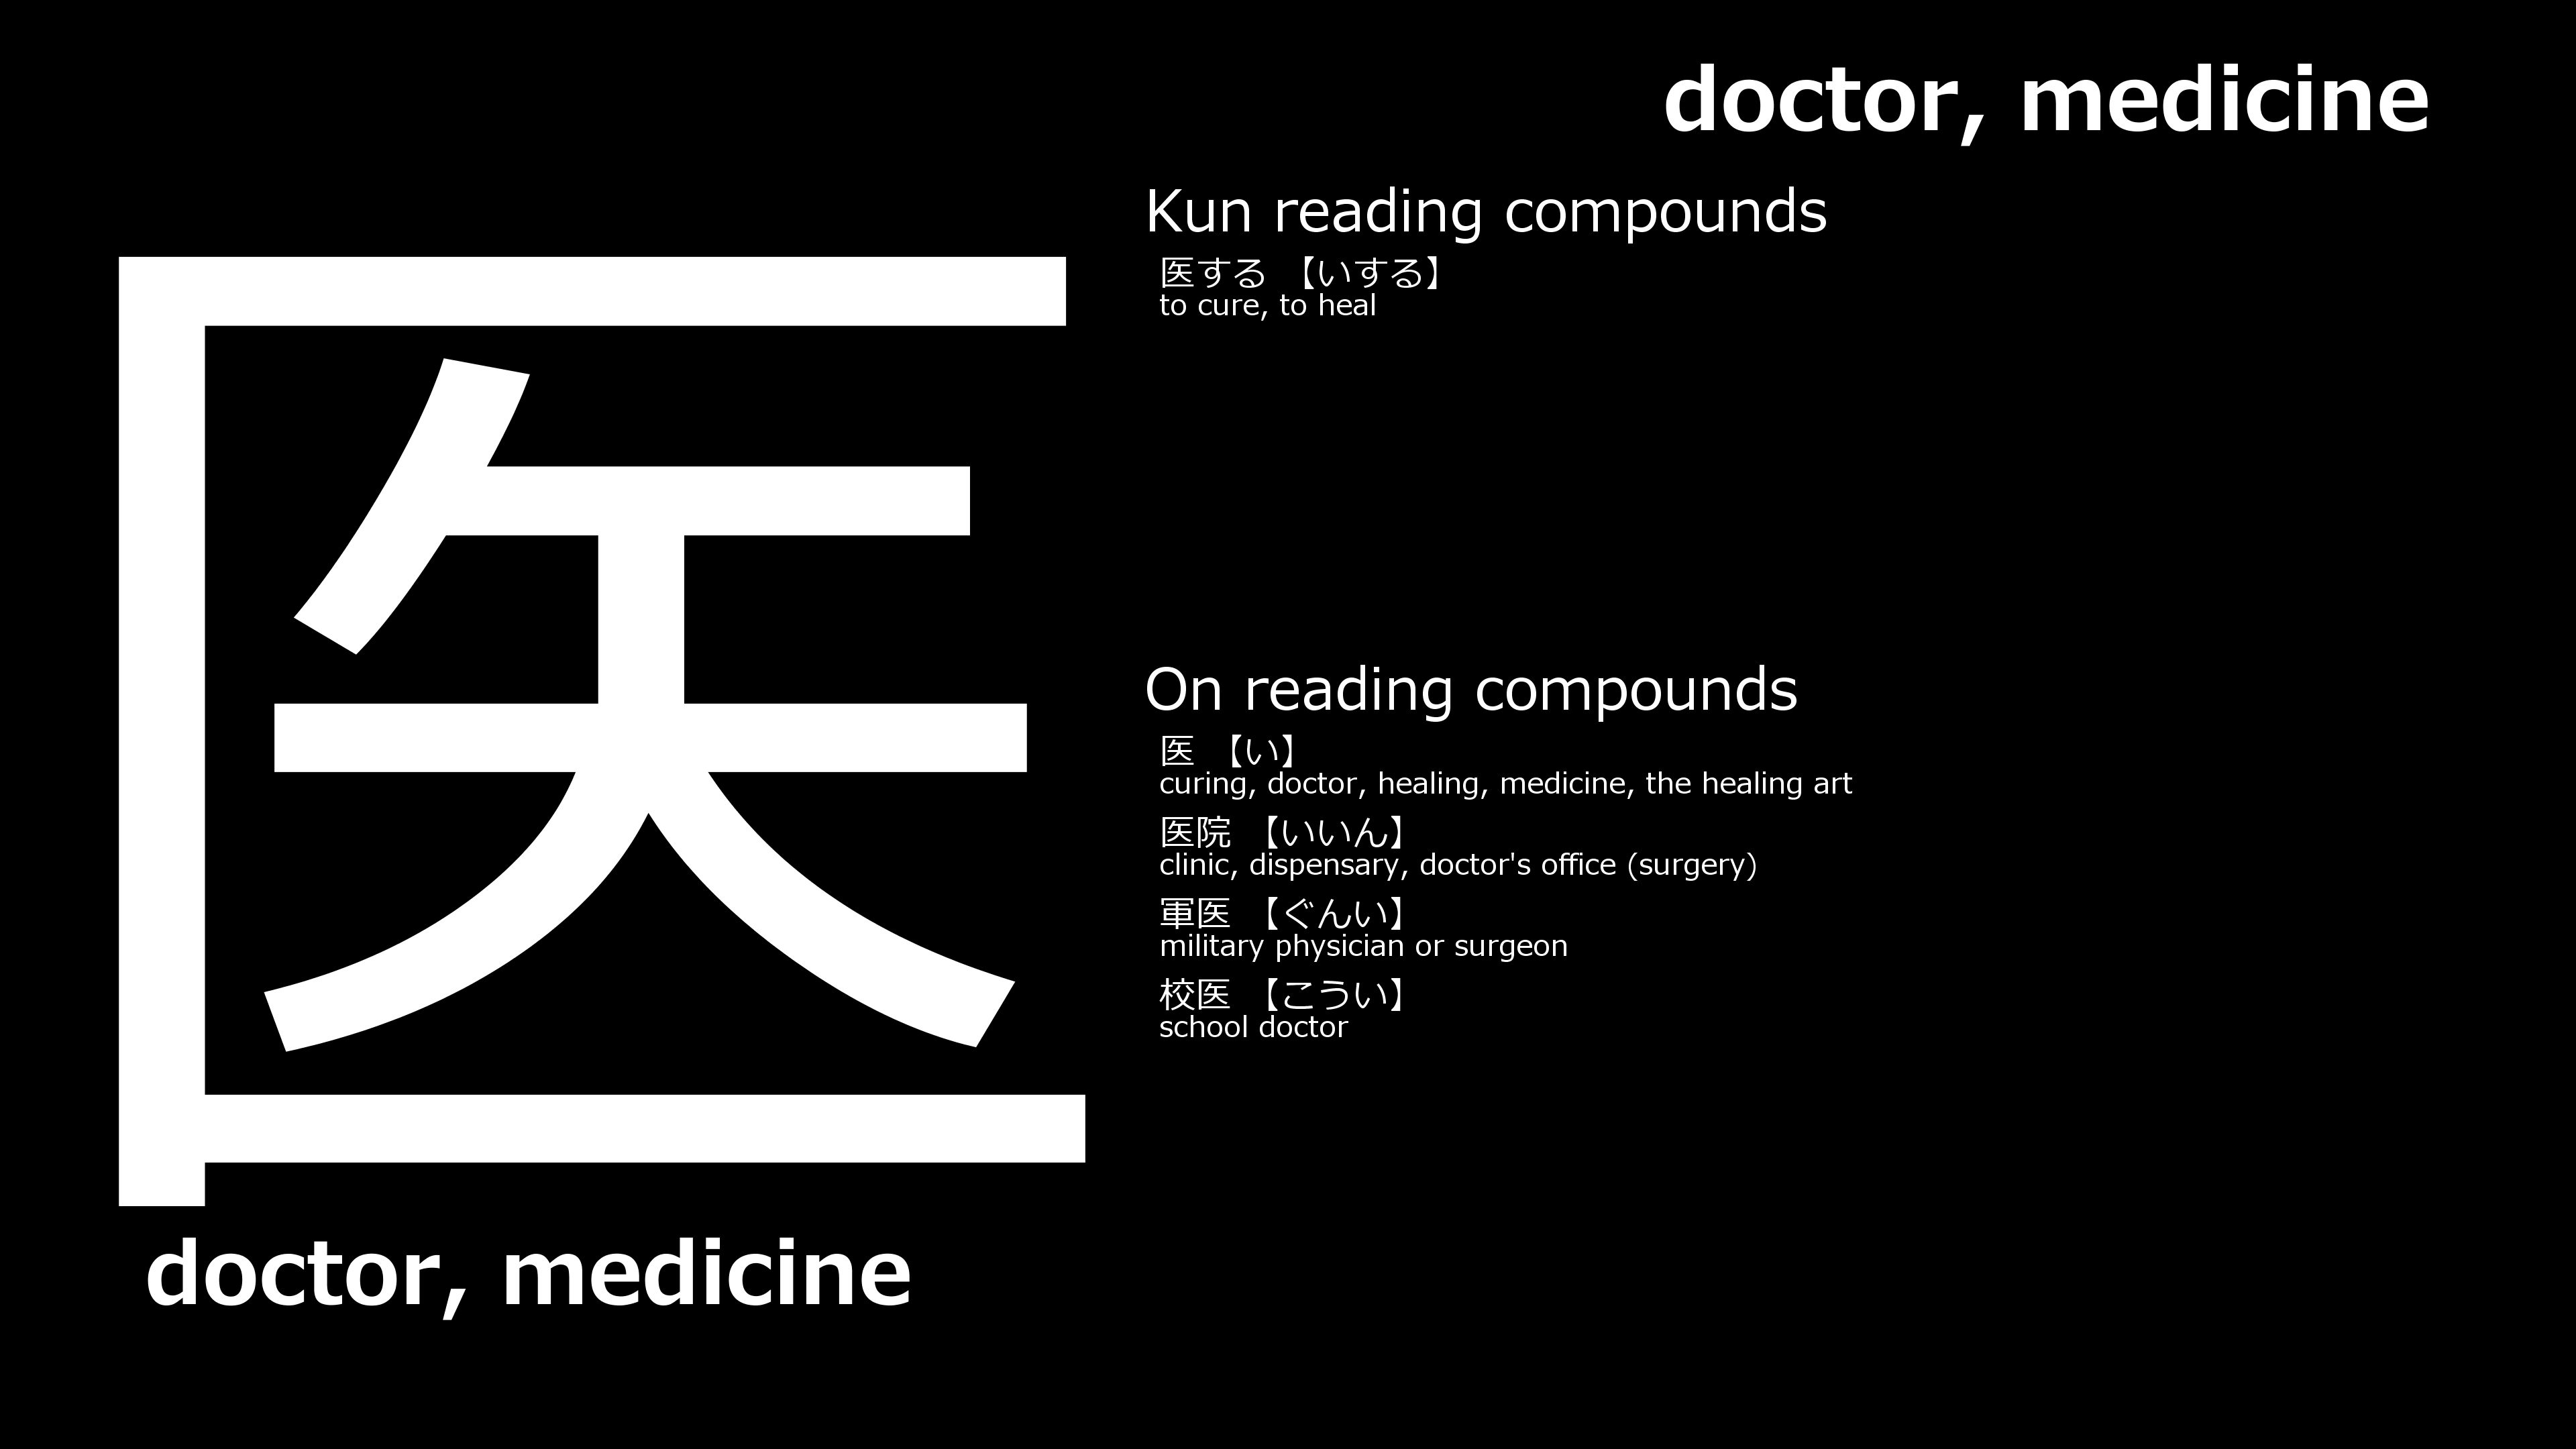 doctor, medicine
医
doctor, medicine
Kun reading compounds
医する 【いする】
to cure, to heal
On reading compounds
医 【い】
curing, doctor, healing, medicine, the healing art
医院 【いいん】
clinic, dispensary, doctor's office (surgery)
軍医 【ぐんい】
military physician or surgeon
校医 【こうい】
school doctor